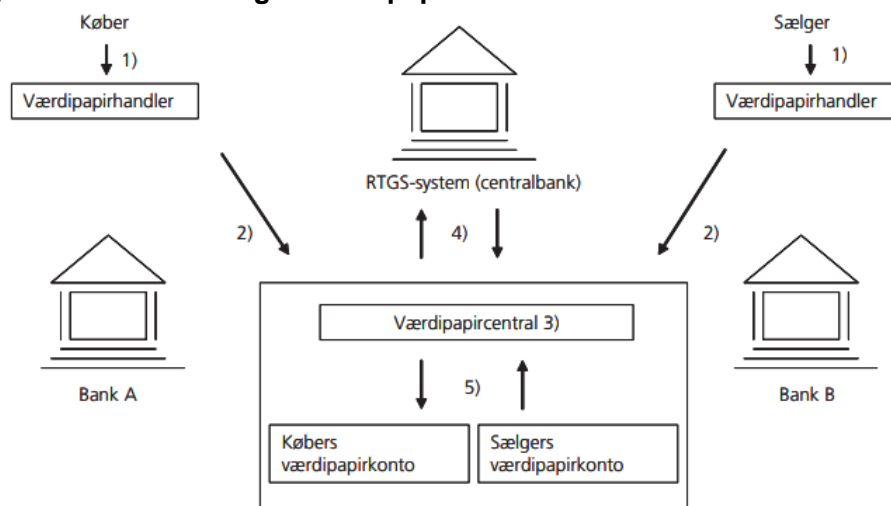 Køber
Sælger
1)
1)
Værdipapirhandler
Værdipapirhandler
RTGS-system (centralbank)
2)
4)
2)
Værdipapircentral 3)
Bank A
5)
Bank B
Købers
værdipapirkonto
Sælgers
værdipapirkonto